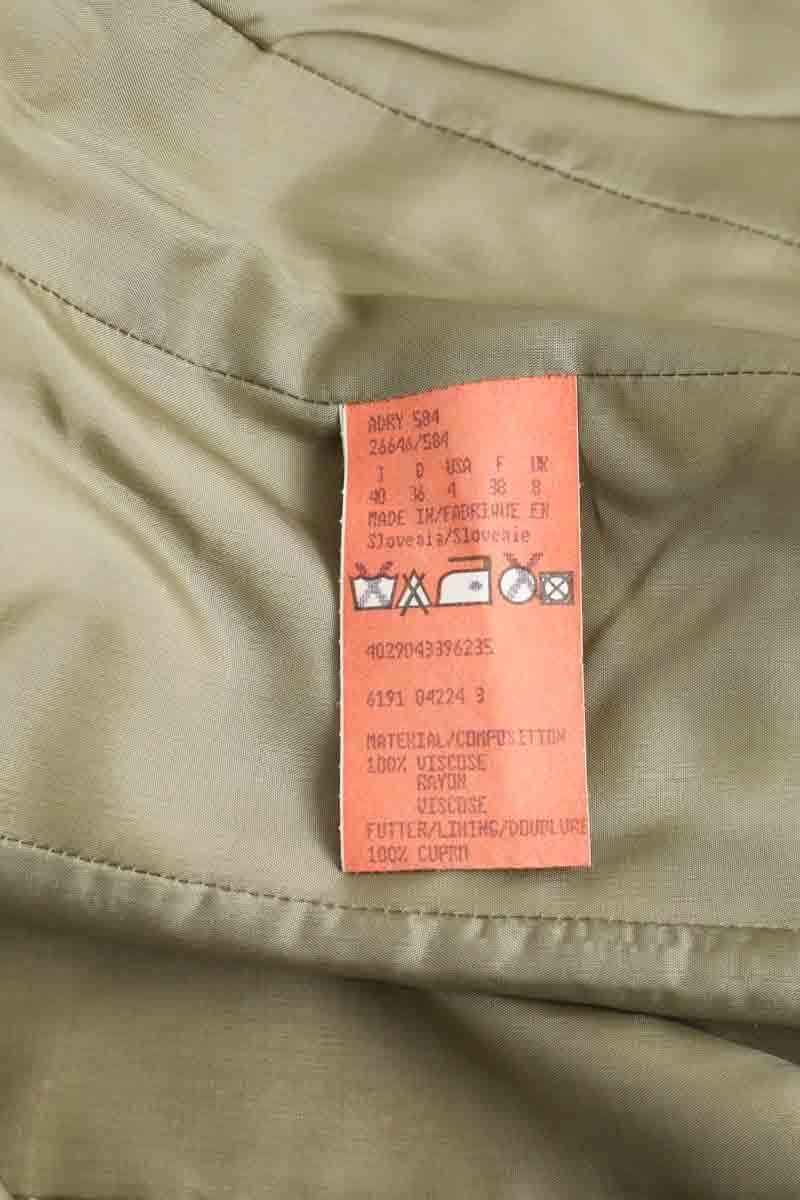 ADRY 584
26646/584
I D USA F UK
40 36 4 38 8
MADE IN/FABRIQUE EN
Slovenia/Slovenie
4029043396235
6191 04224 3
MATERIAL/COMPOSITION
100% VISCOSE
RAYON
VISCOSE
FUTTER/LINING/DOUBLURE
100% CUPRO